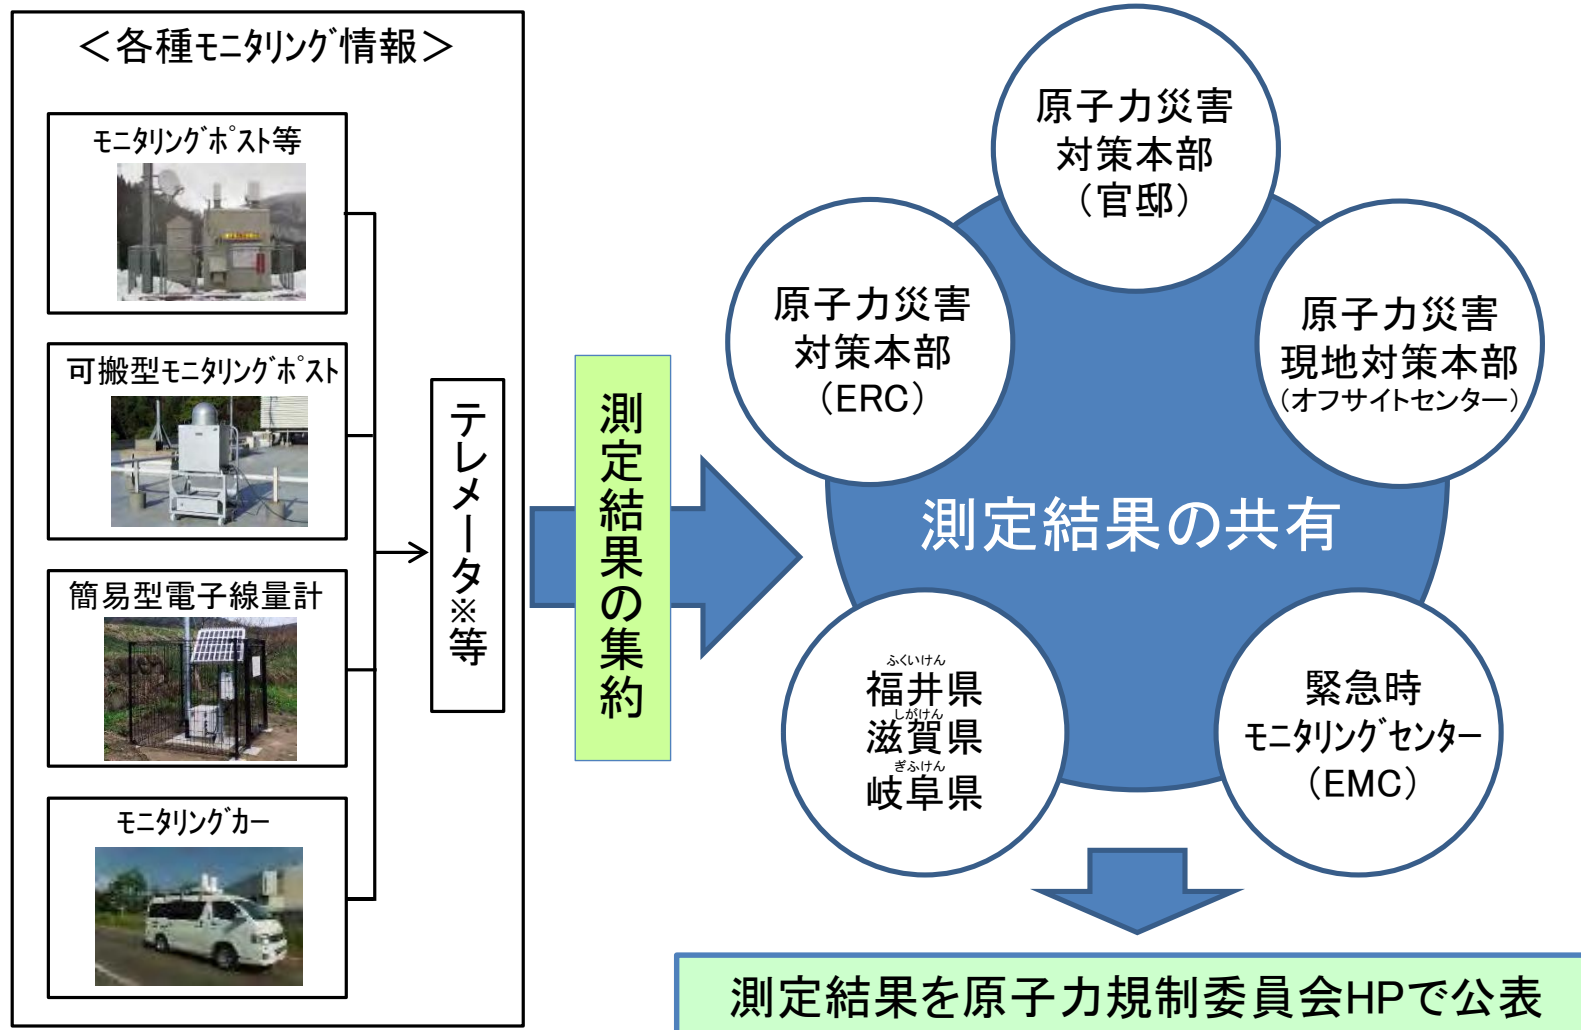 ＜各種ﾓﾆﾀﾘﾝｸﾞ情報＞
ﾓﾆﾀﾘﾝｸﾞﾎﾟｽﾄ等
可搬型ﾓﾆﾀﾘﾝｸﾞﾎﾟｽﾄ
簡易型電子線量計
ﾓﾆﾀﾘﾝｸﾞｶｰ
テレメータ※等
測定結果の集約
原子力災害
対策本部
（官邸）
原子力災害
対策本部
（ERC）
原子力災害
現地対策本部
（オフサイトセンター）
測定結果の共有
ふくいけん
福井県
しがけん
滋賀県
ぎふけん
岐阜県
緊急時
ﾓﾆﾀﾘﾝｸﾞｾﾝﾀｰ
（EMC）
測定結果を原子力規制委員会HPで公表